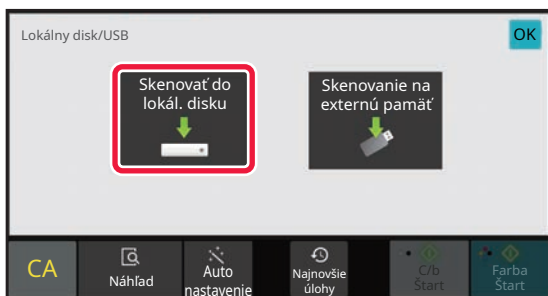 Lokálny disk/USB
OK
Skenovať do
lokál. disku
Skenovanie na
externú pamäť
CA
Náhľad
Auto
nastavenie
Najnovšie
úlohy
C/b
Štart
Farba
Štart